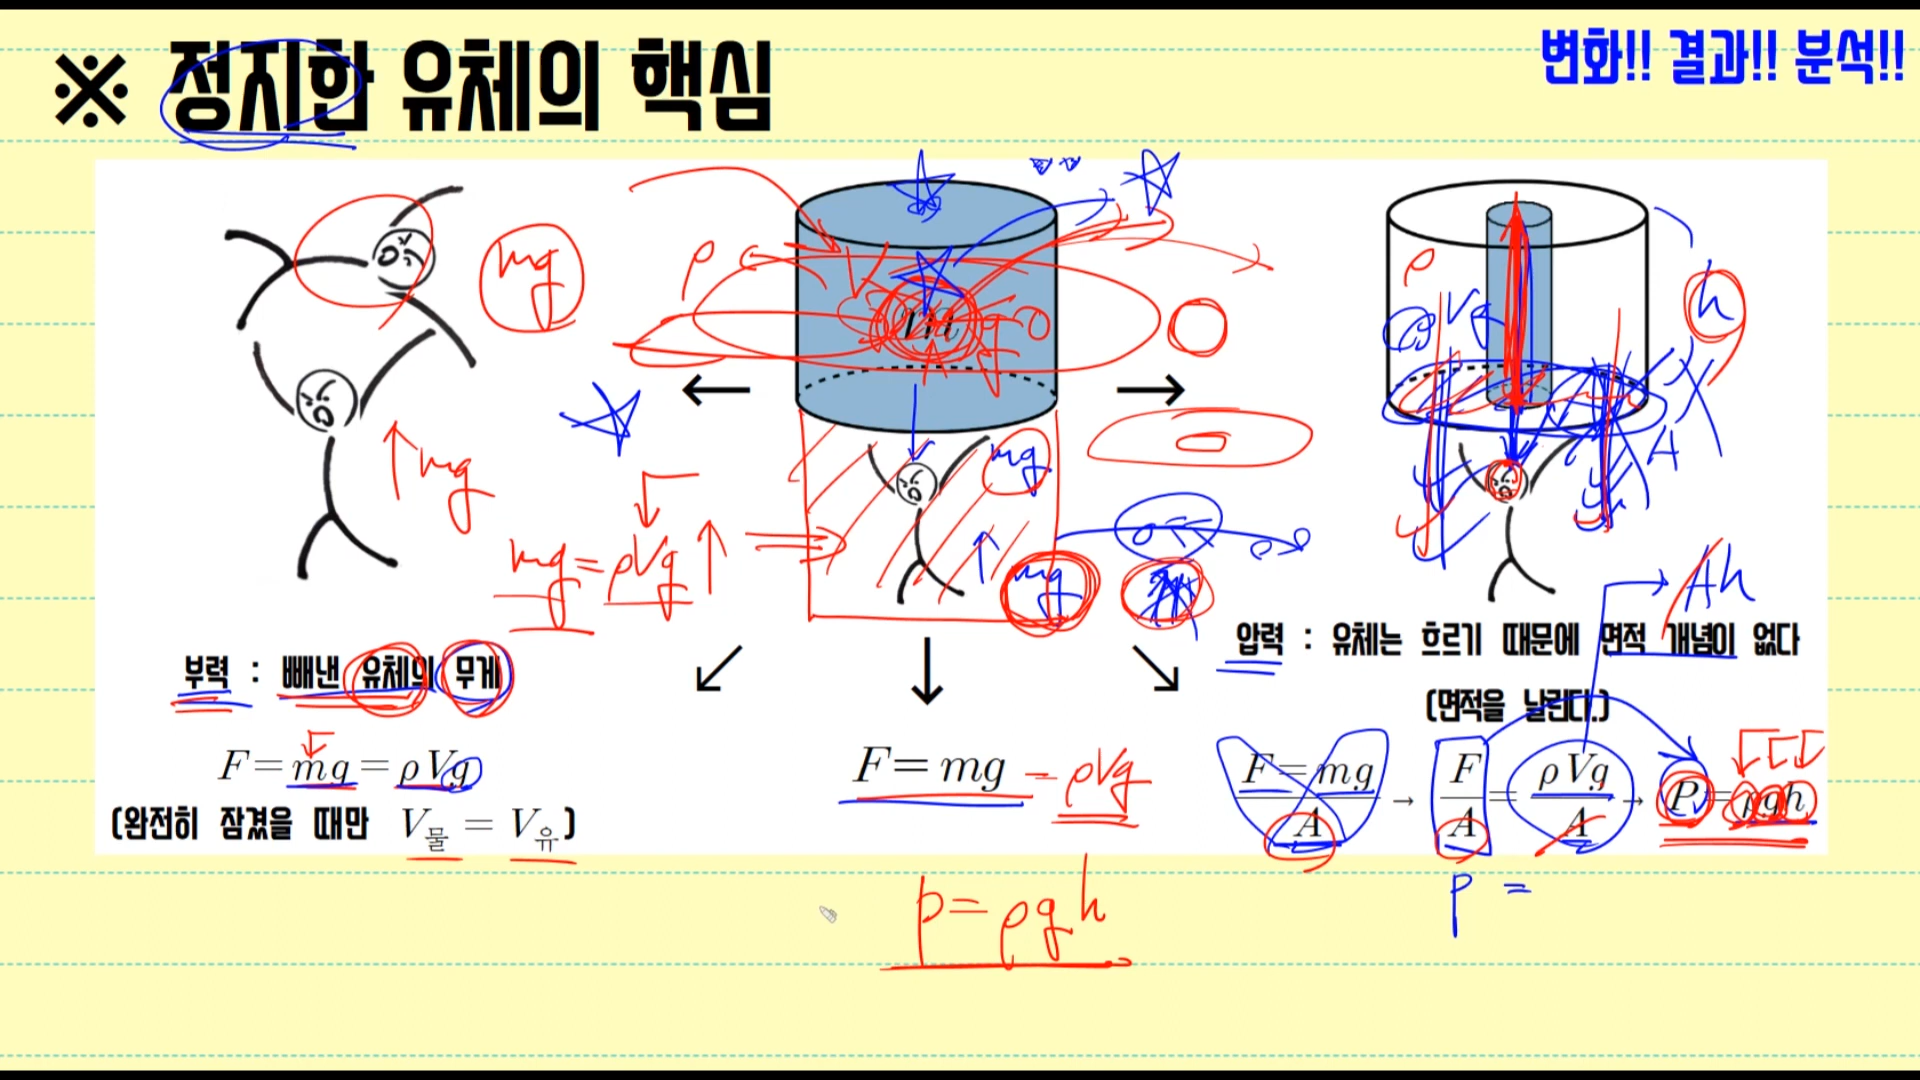 ※ 정지한 유체의 핵심
변화!! 결과!! 분석!!
mg
ρ
V
m
g
ρ
V
h
mg
mg
A
mg = ρVg
mg
Ah
부력 : 빼낸 유체의 무게
압력 : 유체는 흐르기 때문에 면적 개념이 없다
(면적을 날린다.)
F = mg = ρVg
(완전히 잠겼을 때만 V물 = V유)
F = mg = ρVg
F = mg / A → F/A = ρVg/A → P = ρgh
p = ρgh
P =